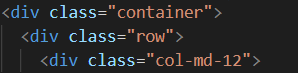 <div class="container">
<div class="row">
<div class="col-md-12">